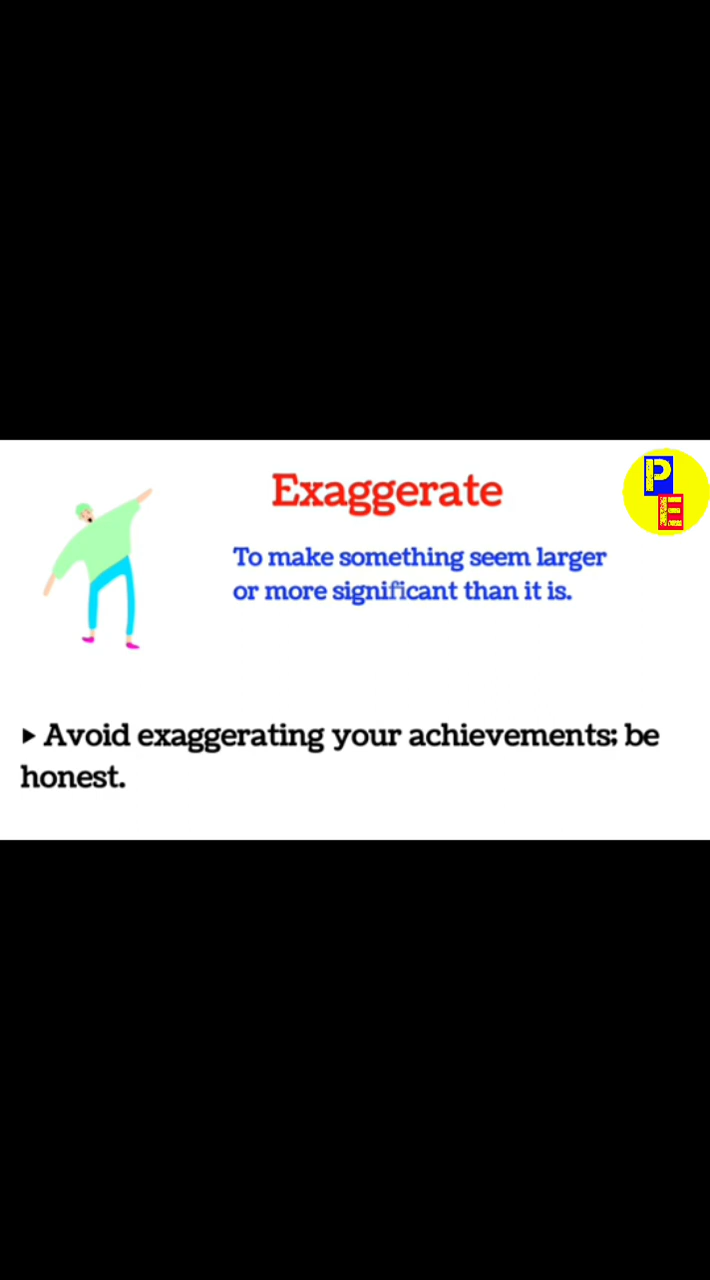 Exaggerate
P
E
To make something seem larger
or more significant than it is.
▸ Avoid exaggerating your achievements; be
honest.